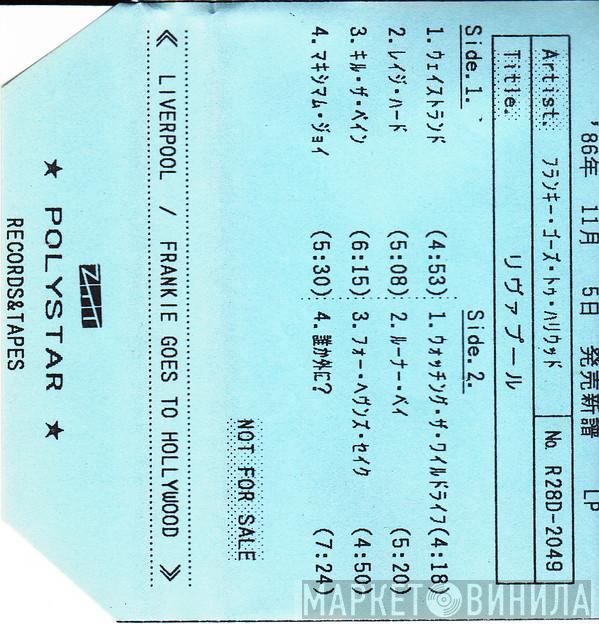 '86年 11月 5日 発売新譜 LP
Artist. フランキー・ゴーズ・トゥ・ハリウッド No. R28D-2049
Title. リヴァプール
Side.1.
1. ウェイストランド (4:53)
2. レイジ・ハード (5:08)
3. キル・ザ・ペイン (6:15)
4. マキシマム・ジョイ (5:30)
Side.2.
1. ウォッチング・ザ・ワイルドライフ (4:18)
2. ルーナー・ベイ (5:20)
3. フォー・ヘヴンズ・セイク (4:50)
4. 誰か外に? (7:24)
NOT FOR SALE
《 LIVERPOOL / FRANKIE GOES TO HOLLYWOOD 》
ZTT
★ POLYSTAR ★
RECORDS&TAPES
МАРКЕТ ВИНИЛА